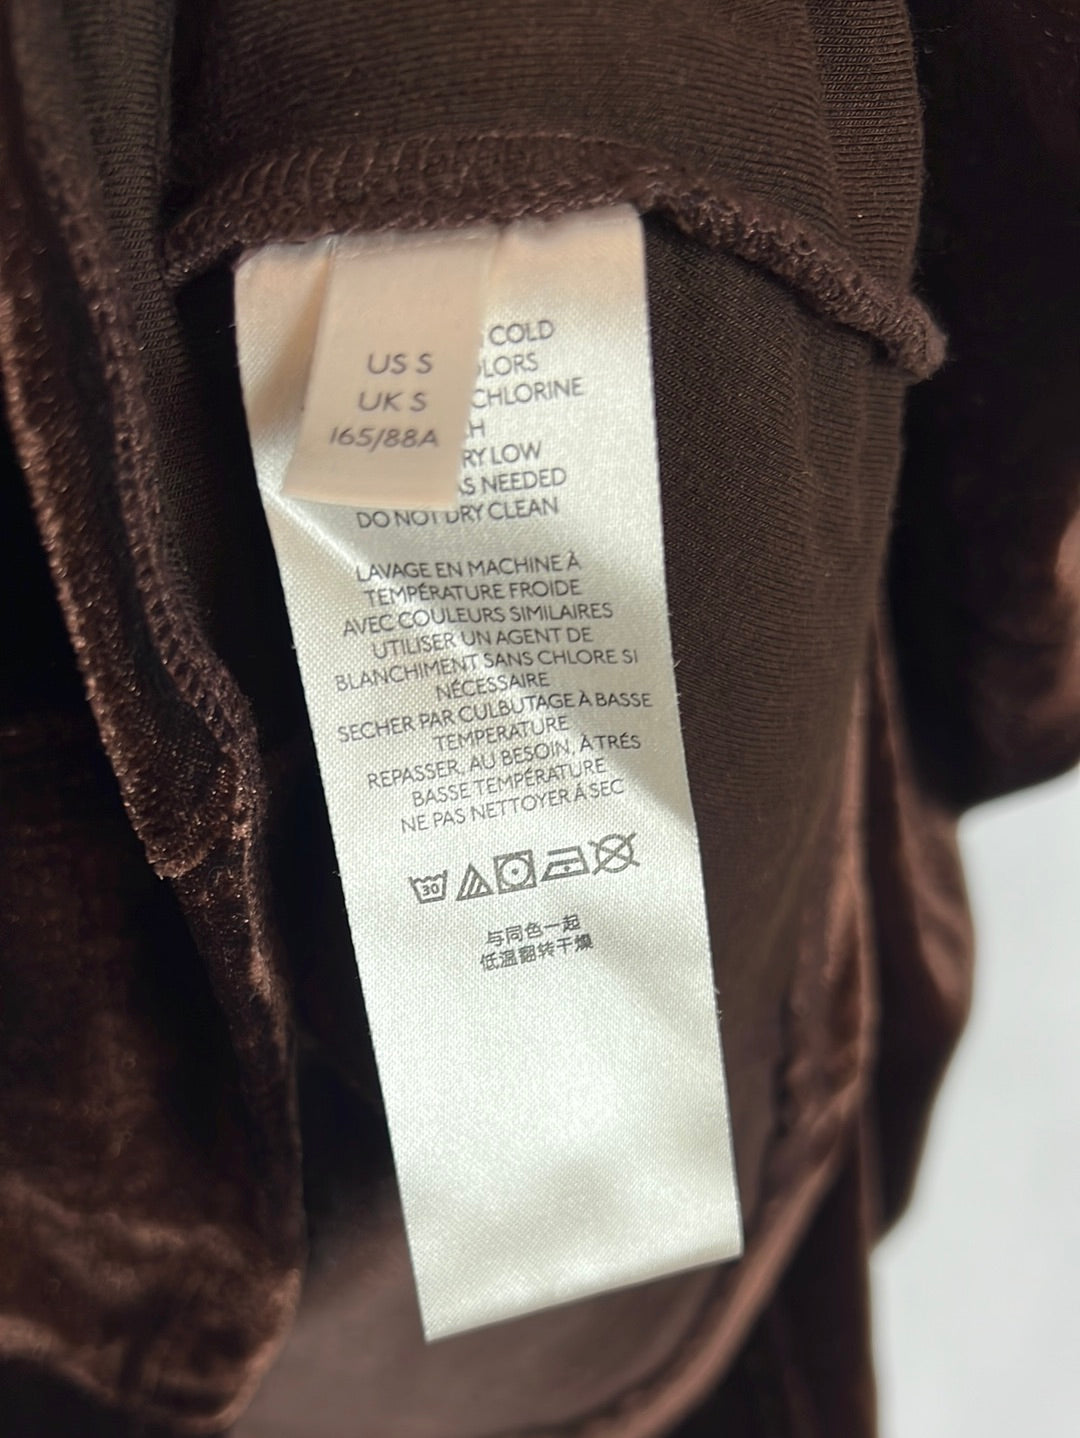 US S
UK S
165/88A
COLD
LORS
CHLORINE
H
RY LOW
AS NEEDED
DO NOT DRY CLEAN
LAVAGE EN MACHINE À
TEMPÉRATURE FROIDE
AVEC COULEURS SIMILAIRES
UTILISER UN AGENT DE
BLANCHIMENT SANS CHLORE SI
NÉCESSAIRE
SECHER PAR CULBUTAGE À BASSE
TEMPERATURE
REPASSER, AU BESOIN, À TRÉS
BASSE TEMPÉRATURE
NE PAS NETTOYER À SEC
30
与同色一起
低温翻转干燥